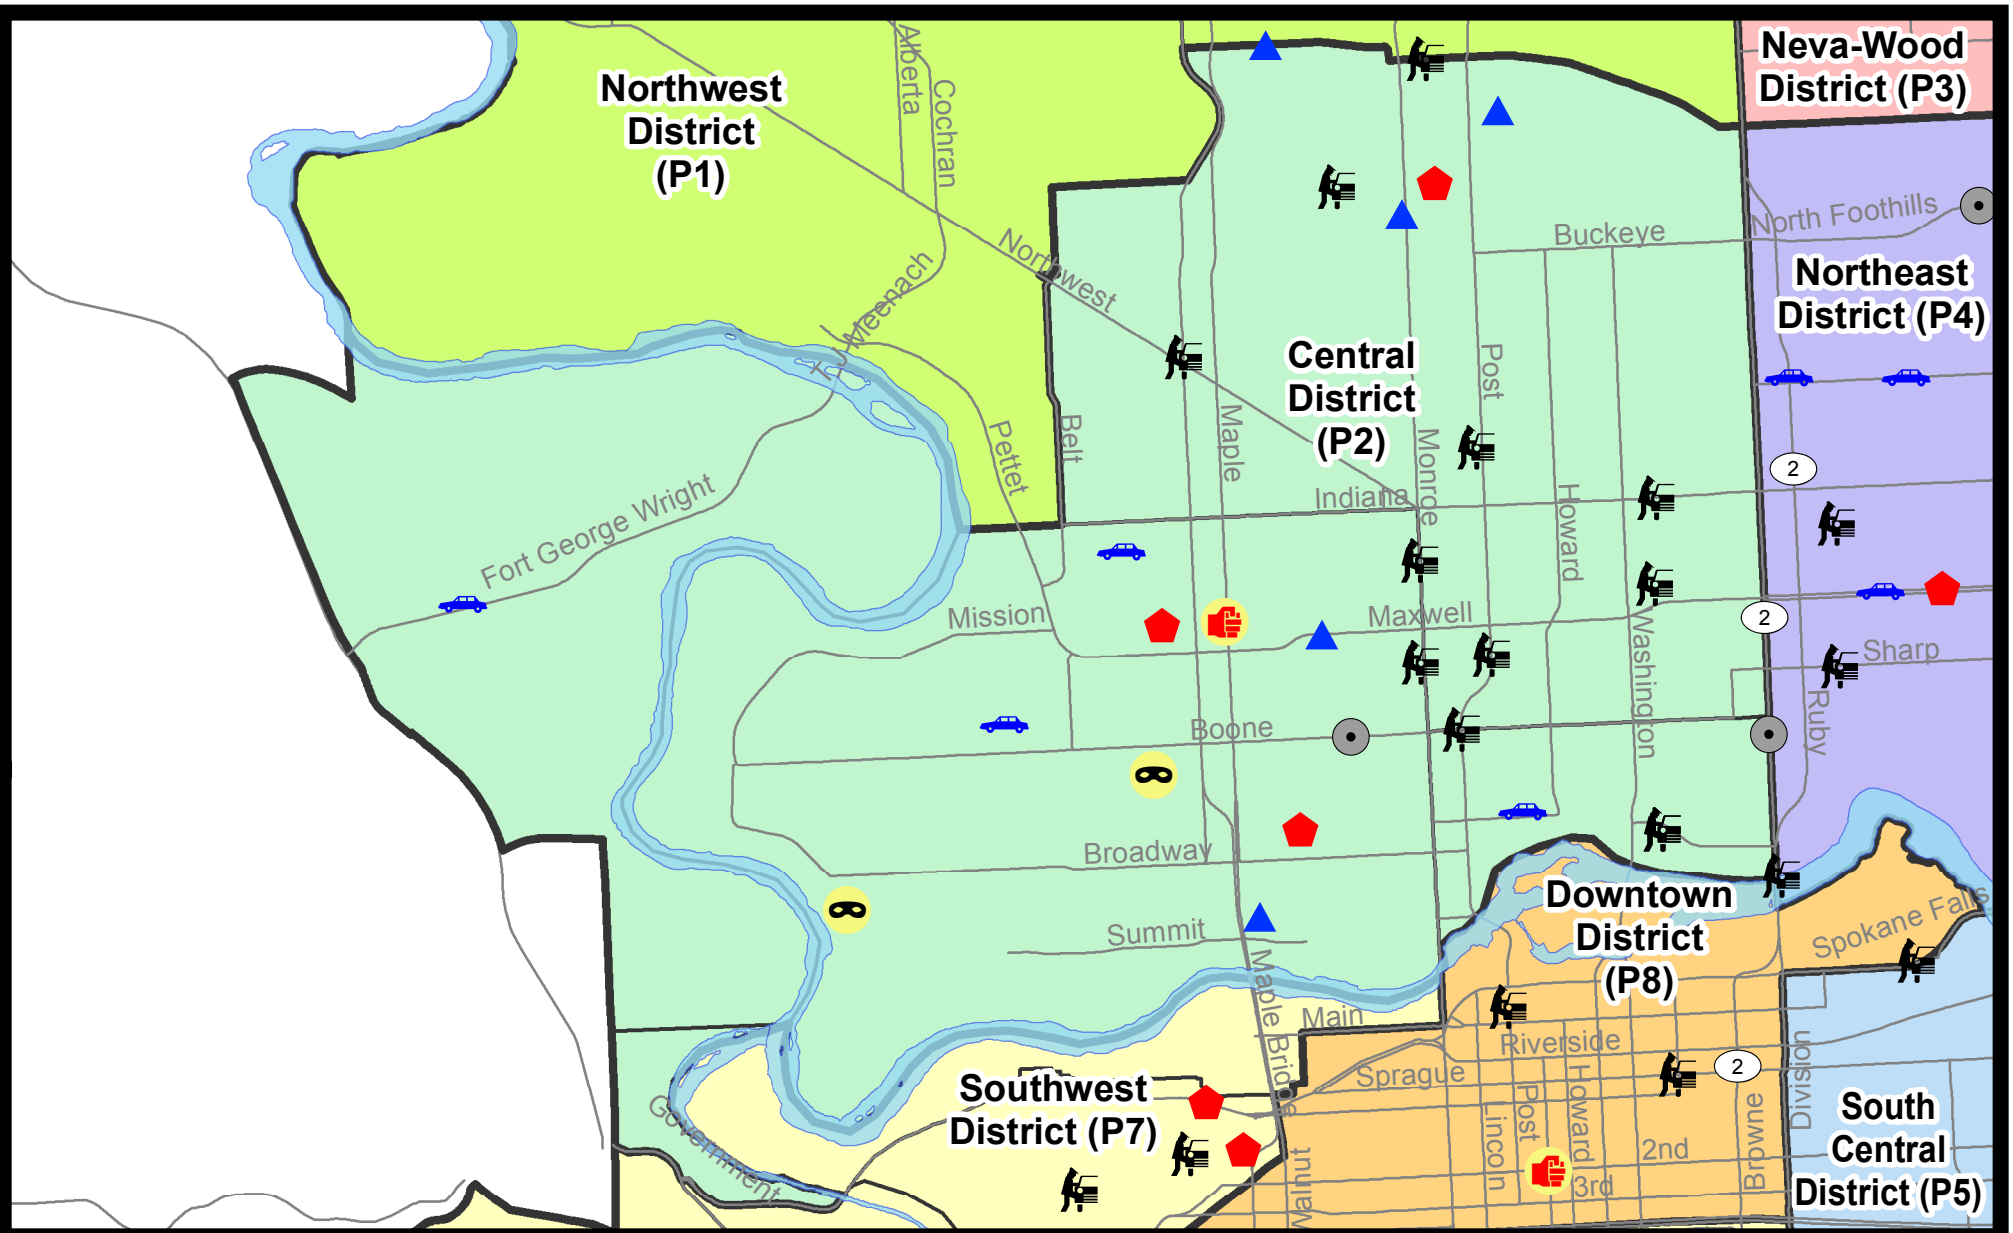 Northwest
District
(P1)
Alberta
Cochran
Neva-Wood
District (P3)
North Foothills
Buckeye
Northeast
District (P4)
Northwest
T J Meenach
Central
District
(P2)
Post
Belt
Maple
Pettet
Monroe
Indiana
Howard
2
Fort George Wright
Mission
Maxwell
2
Washington
Sharp
Ruby
Boone
Broadway
Downtown
District
(P8)
Spokane Falls
Summit
Maple Bridge
Main
Riverside
Sprague
2
Division
Southwest
District (P7)
Government
Lincoln
Post
Howard
2nd
3rd
Browne
Walnut
South
Central
District (P5)